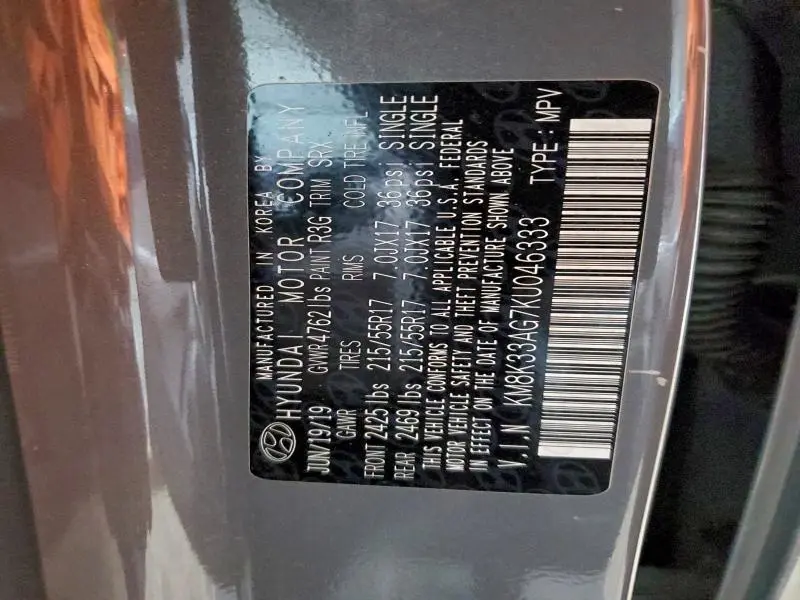 MANUFACTURED IN KOREA BY
HYUNDAI MOTOR COMPANY
JUN/19/19 GVWR 4762 lbs PAINT R3G TRIM SRX
GAWR TIRES RIMS COLD TIRE INFL
FRONT 2425 lbs 215/55R17 7.0JX17 36psi SINGLE
REAR 2469 lbs 215/55R17 7.0JX17 36psi SINGLE
THIS VEHICLE CONFORMS TO ALL APPLICABLE U.S.A. FEDERAL
MOTOR VEHICLE SAFETY AND THEFT PREVENTION STANDARDS
IN EFFECT ON THE DATE OF MANUFACTURE SHOWN ABOVE
V.I.N KM8K33AG7KU046333 TYPE : MPV